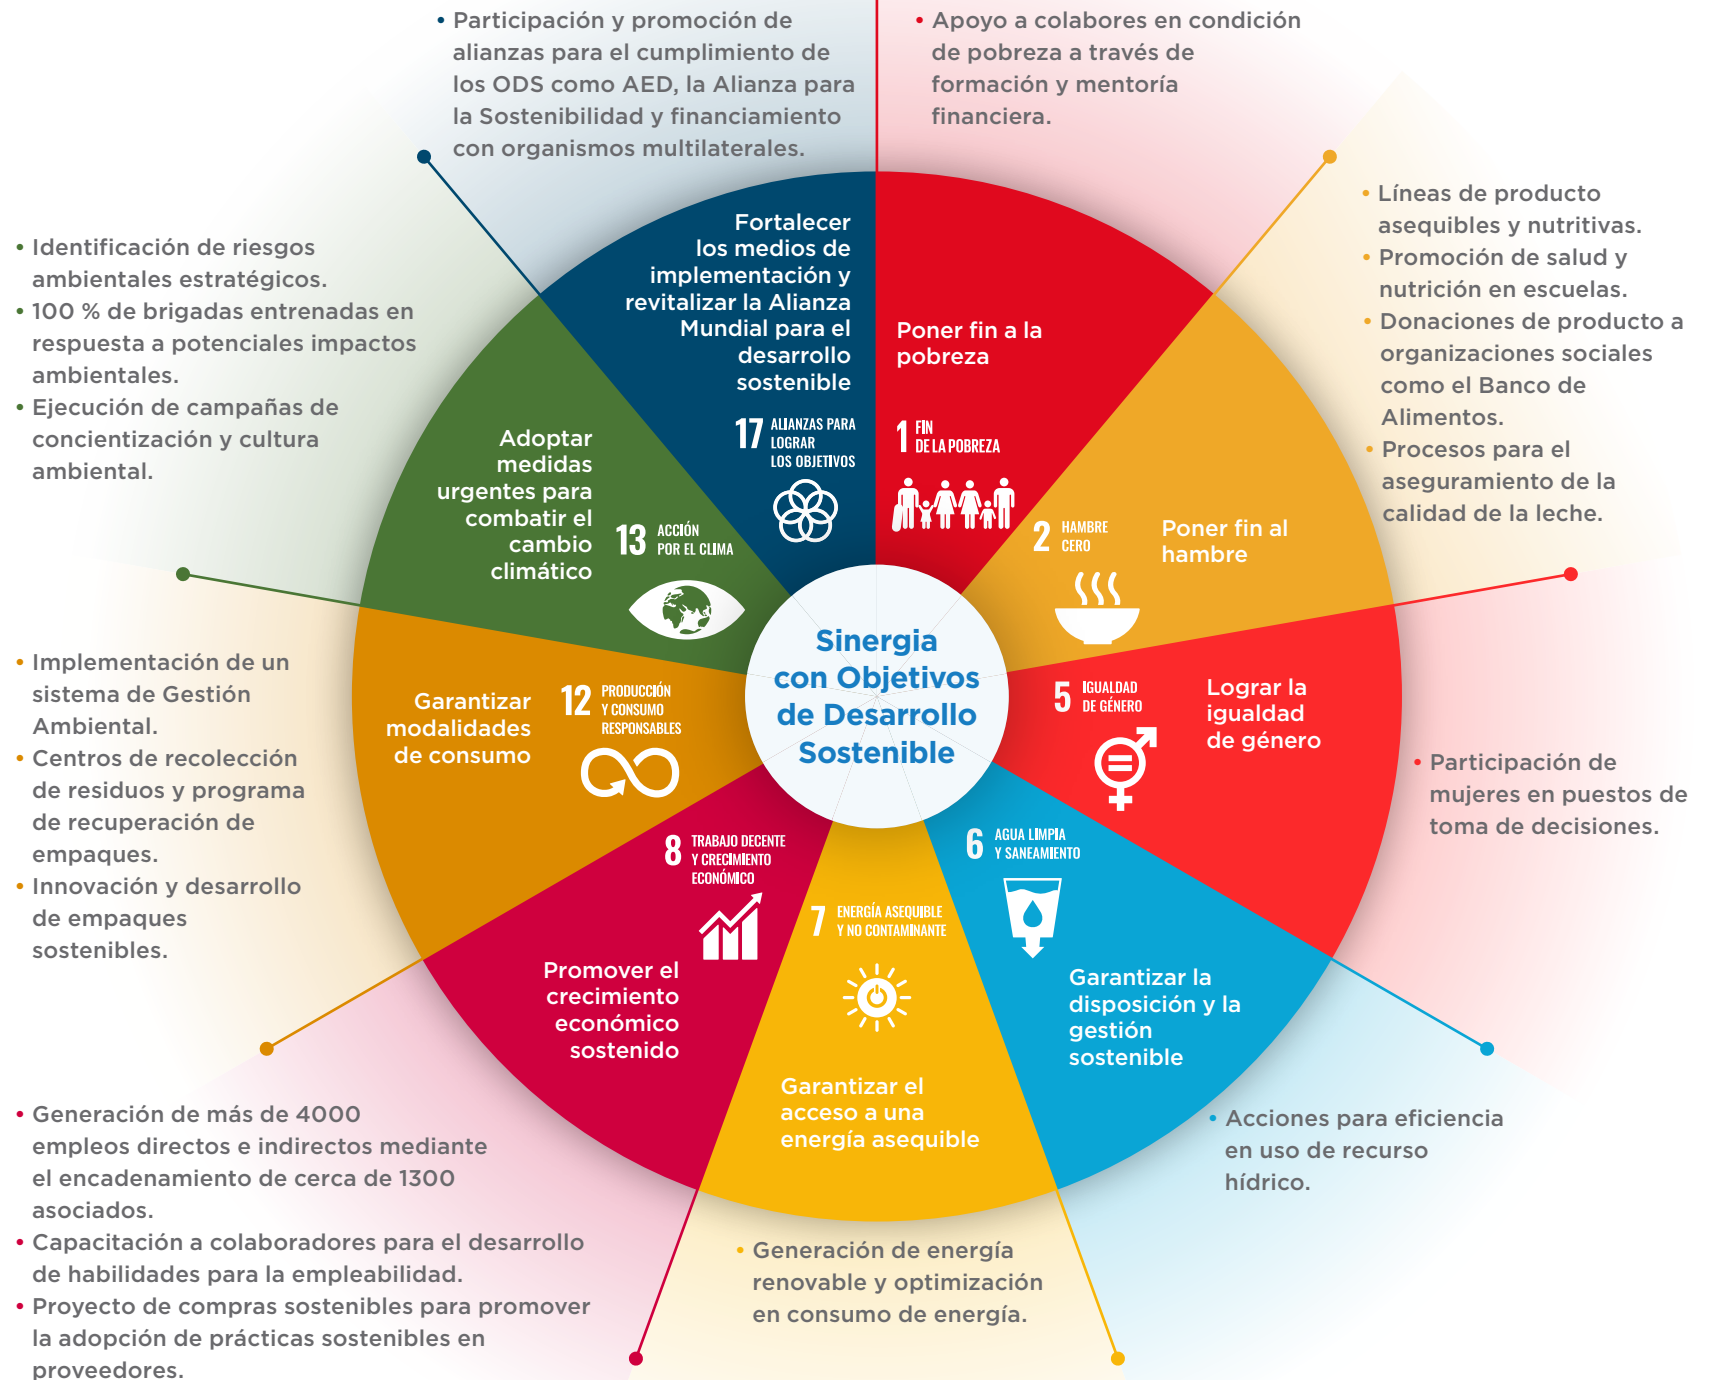 • Participación y promoción de
alianzas para el cumplimiento de
los ODS como AED, la Alianza para
la Sostenibilidad y financiamiento
con organismos multilaterales.
• Apoyo a colabores en condición
de pobreza a través de
formación y mentoría
financiera.
• Líneas de producto
asequibles y nutritivas.
• Promoción de salud y
nutrición en escuelas.
• Donaciones de producto a
organizaciones sociales
como el Banco de
Alimentos.
• Procesos para el
aseguramiento de la
calidad de la leche.
• Participación de
mujeres en puestos de
toma de decisiones.
• Acciones para eficiencia
en uso de recurso
hídrico.
• Generación de energía
renovable y optimización
en consumo de energía.
• Generación de más de 4000
empleos directos e indirectos mediante
el encadenamiento de cerca de 1300
asociados.
• Capacitación a colaboradores para el desarrollo
de habilidades para la empleabilidad.
• Proyecto de compras sostenibles para promover
la adopción de prácticas sostenibles en
proveedores.
• Implementación de un
sistema de Gestión
Ambiental.
• Centros de recolección
de residuos y programa
de recuperación de
empaques.
• Innovación y desarrollo
de empaques
sostenibles.
• Identificación de riesgos
ambientales estratégicos.
• 100 % de brigadas entrenadas en
respuesta a potenciales impactos
ambientales.
• Ejecución de campañas de
concientización y cultura
ambiental.
Fortalecer
los medios de
implementación y
revitalizar la Alianza
Mundial para el
desarrollo
sostenible
17 ALIANZAS PARA
LOGRAR
LOS OBJETIVOS
Poner fin a la
pobreza
1 FIN
DE LA POBREZA
2 HAMBRE
CERO
Poner fin al
hambre
5 IGUALDAD
DE GÉNERO
Lograr la
igualdad
de género
6 AGUA LIMPIA
Y SANEAMIENTO
Garantizar la
disposición y la
gestión
sostenible
7 ENERGÍA ASEQUIBLE
Y NO CONTAMINANTE
Garantizar el
acceso a una
energía asequible
8 TRABAJO DECENTE
Y CRECIMIENTO
ECONÓMICO
Promover el
crecimiento
económico
sostenido
Garantizar
modalidades
de consumo
12 PRODUCCIÓN
Y CONSUMO
RESPONSABLES
Adoptar
medidas
urgentes para
combatir el
cambio
climático
13 ACCIÓN
POR EL CLIMA
Sinergia
con Objetivos
de Desarrollo
Sostenible